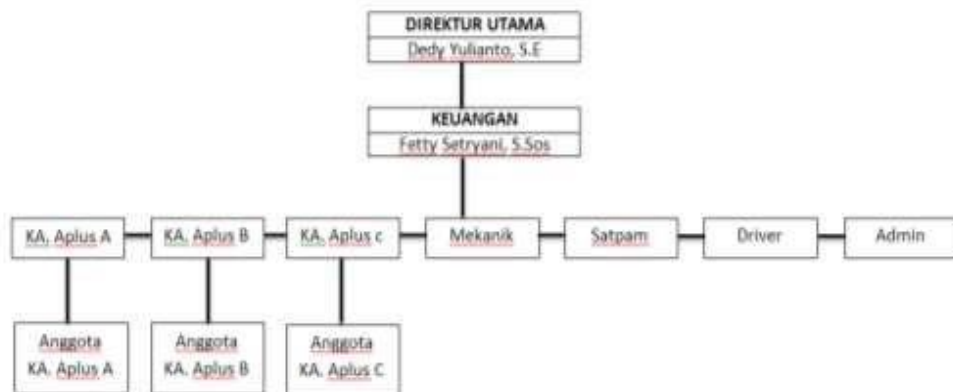 DIREKTUR UTAMA
Dedy Yulianto, S.E
KEUANGAN
Fetty Setryani, S.Sos
KA. Aplus A
KA. Aplus B
KA. Aplus c
Mekanik
Satpam
Driver
Admin
Anggota
KA. Aplus A
Anggota
KA. Aplus B
Anggota
KA. Aplus C